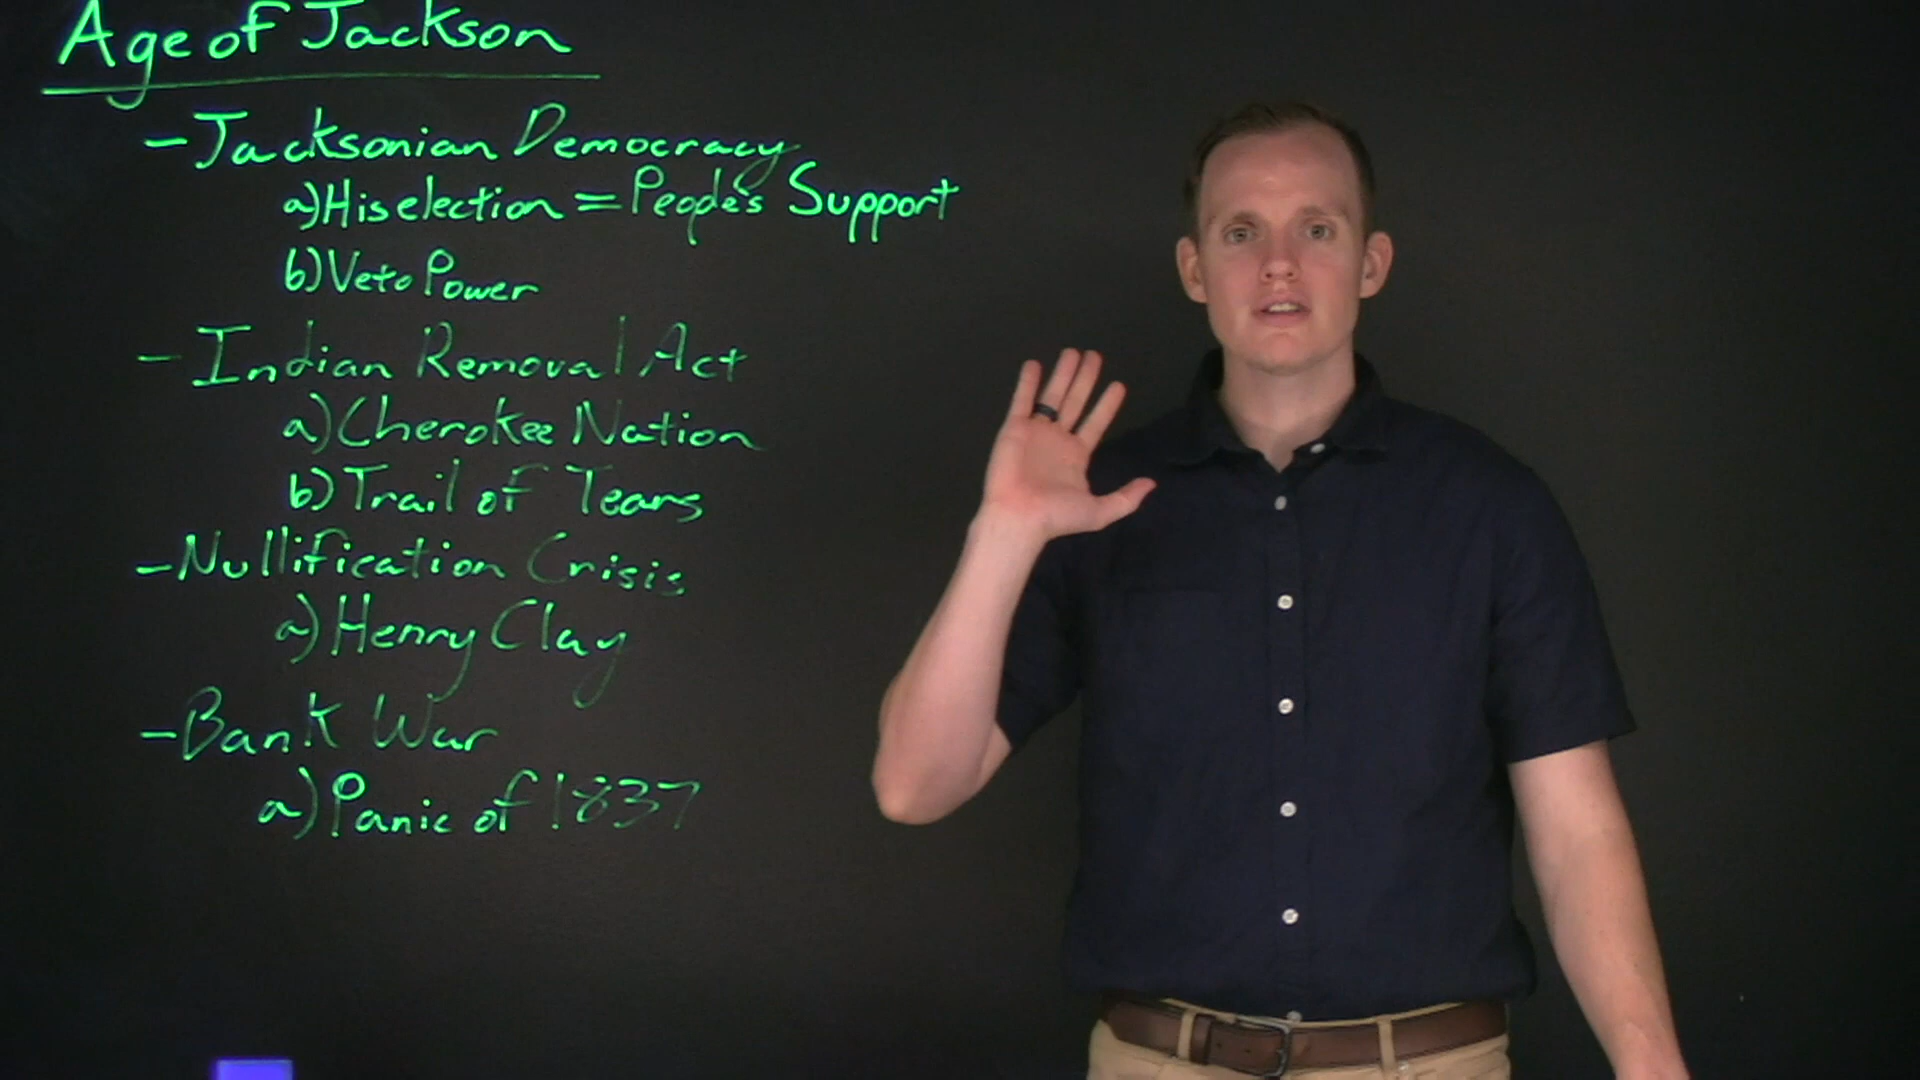 Age of Jackson
- Jacksonian Democracy
a) His election = People's Support
b) Veto Power
- Indian Removal Act
a) Cherokee Nation
b) Trail of Tears
- Nullification Crisis
a) Henry Clay
- Bank War
a) Panic of 1837